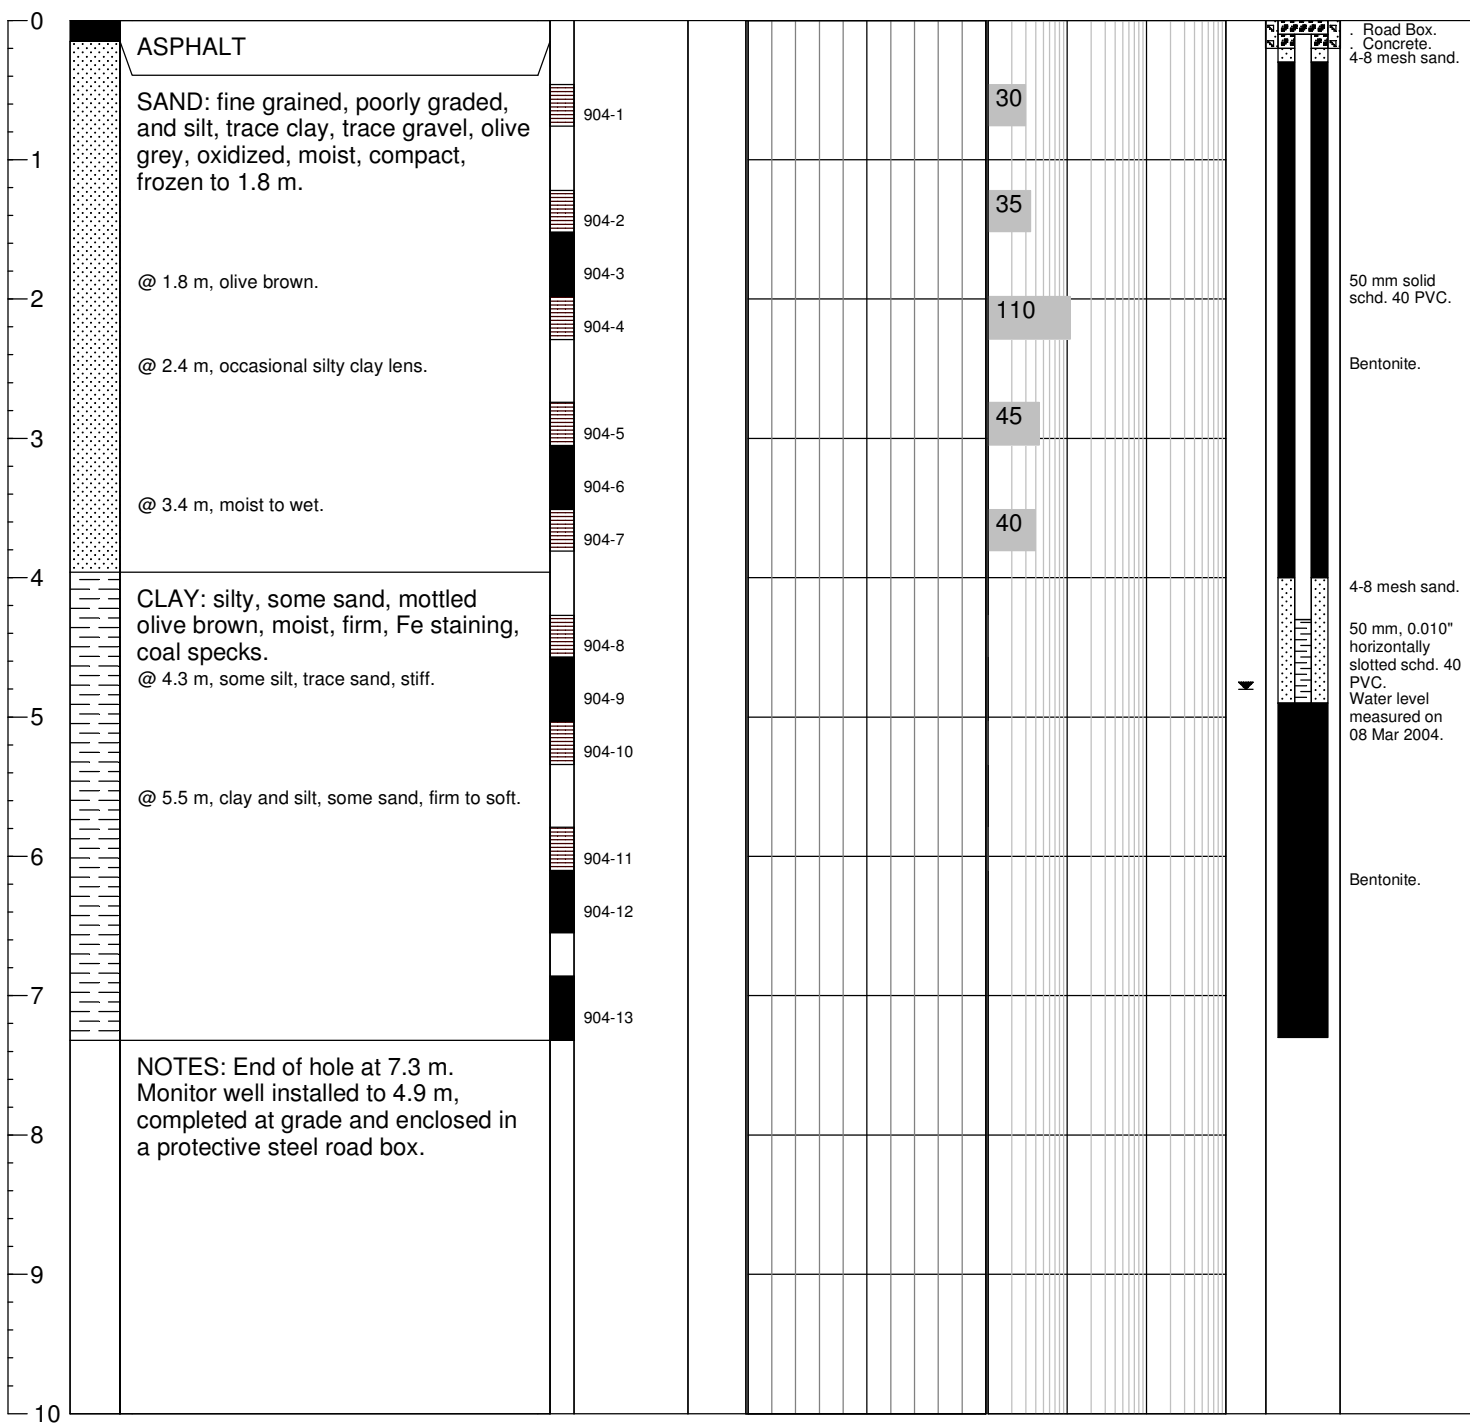 0
1
2
3
4
5
6
7
8
9
10
ASPHALT
SAND: fine grained, poorly graded,
and silt, trace clay, trace gravel, olive
grey, oxidized, moist, compact,
frozen to 1.8 m.
@ 1.8 m, olive brown.
@ 2.4 m, occasional silty clay lens.
@ 3.4 m, moist to wet.
CLAY: silty, some sand, mottled
olive brown, moist, firm, Fe staining,
coal specks.
@ 4.3 m, some silt, trace sand, stiff.
@ 5.5 m, clay and silt, some sand, firm to soft.
NOTES: End of hole at 7.3 m.
Monitor well installed to 4.9 m,
completed at grade and enclosed in
a protective steel road box.
904-1
904-2
904-3
904-4
904-5
904-6
904-7
904-8
904-9
904-10
904-11
904-12
904-13
30
35
110
45
40
. Road Box.
. Concrete.
4-8 mesh sand.
50 mm solid
schd. 40 PVC.
Bentonite.
4-8 mesh sand.
50 mm, 0.010"
horizontally
slotted schd. 40
PVC.
Water level
measured on
08 Mar 2004.
Bentonite.